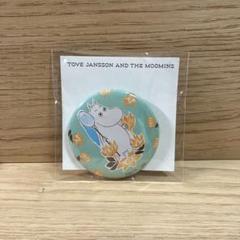 TOVE JANSSON AND THE MOOMINS